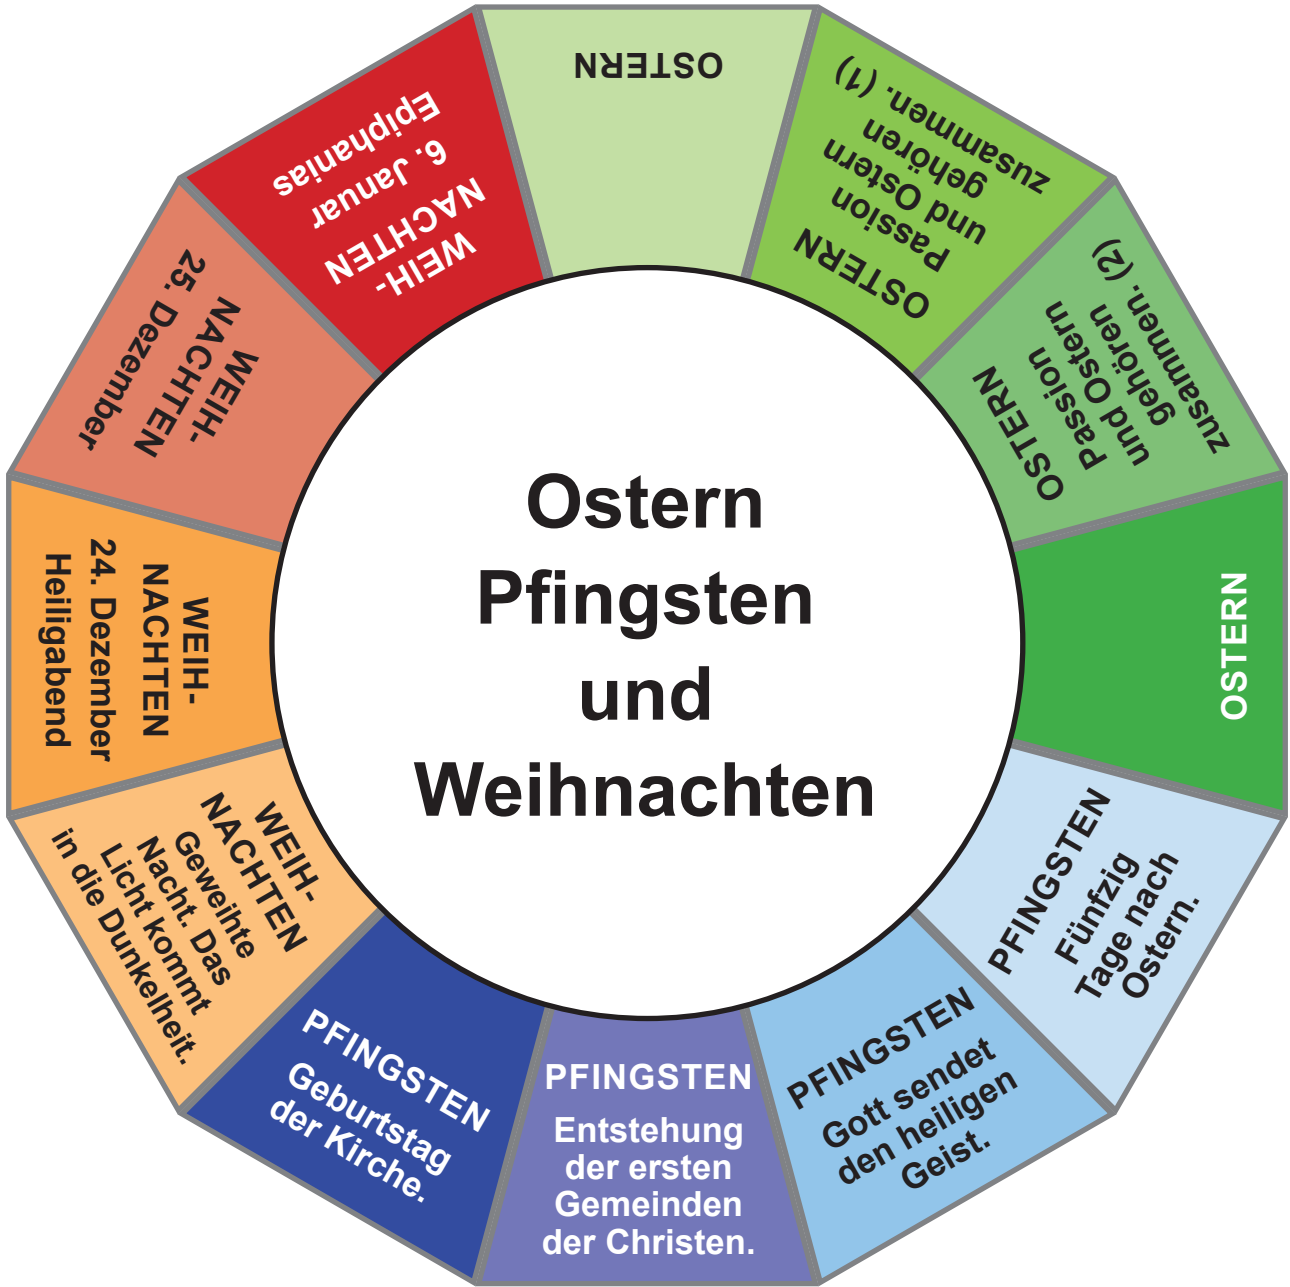 Ostern
Pfingsten
und
Weihnachten
OSTERN
OSTERN
Passion
und Ostern
gehören
zusammen. (1)
OSTERN
Passion
und Ostern
gehören
zusammen. (2)
OSTERN
PFINGSTEN
Fünfzig
Tage nach
Ostern.
PFINGSTEN
Gott sendet
den heiligen
Geist.
PFINGSTEN
Entstehung
der ersten
Gemeinden
der Christen.
PFINGSTEN
Geburtstag
der Kirche.
WEIH-
NACHTEN
Geweihte
Nacht. Das
Licht kommt
in die Dunkelheit.
WEIH-
NACHTEN
24. Dezember
Heiligabend
WEIH-
NACHTEN
25. Dezember
WEIH-
NACHTEN
6. Januar
Epiphanias